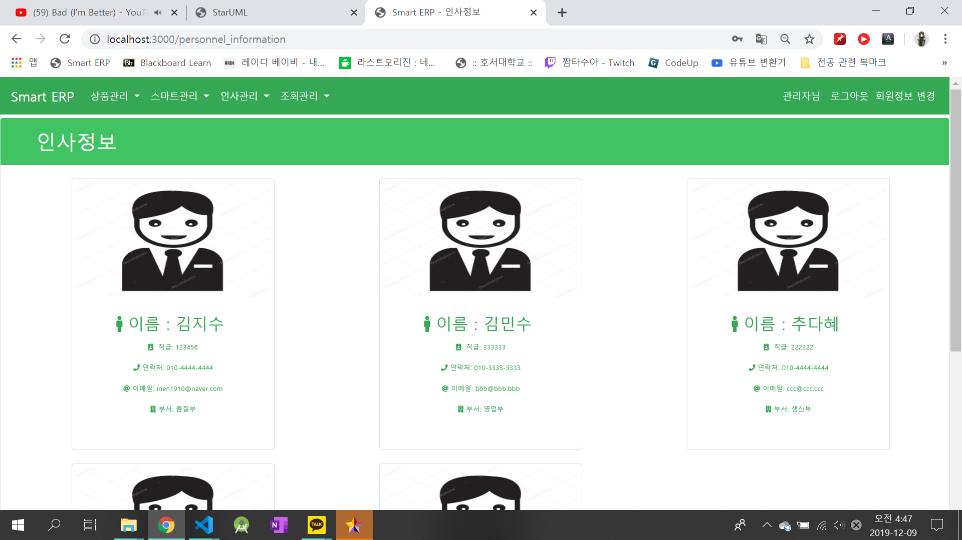 (59) Bad (I'm Better) - YouT
StarUML
Smart ERP - 인사정보
localhost:3000/personnel_information
앱
Smart ERP
Blackboard Learn
레이디 베이비 - 내...
라스트오리진 : 네...
:: 호서대학교 ::
짬타수아 - Twitch
CodeUp
유튜브 변환기
전공 관련 북마크
»
Smart ERP 상품관리 스마트관리 인사관리 조회관리 관리자님 로그아웃 회원정보 변경
인사정보
이름 : 김지수
직급: 123456
연락처: 010-4444-4444
이메일: irien1910@naver.com
부서: 품질부
이름 : 김민수
직급: 333333
연락처: 010-3333-3333
이메일: bbb@bbb.bbb
부서: 영업부
이름 : 추다혜
직급: 222222
연락처: 010-4444-4444
이메일: ccc@ccc.ccc
부서: 생산부
TALK
오전 4:47
2019-12-09